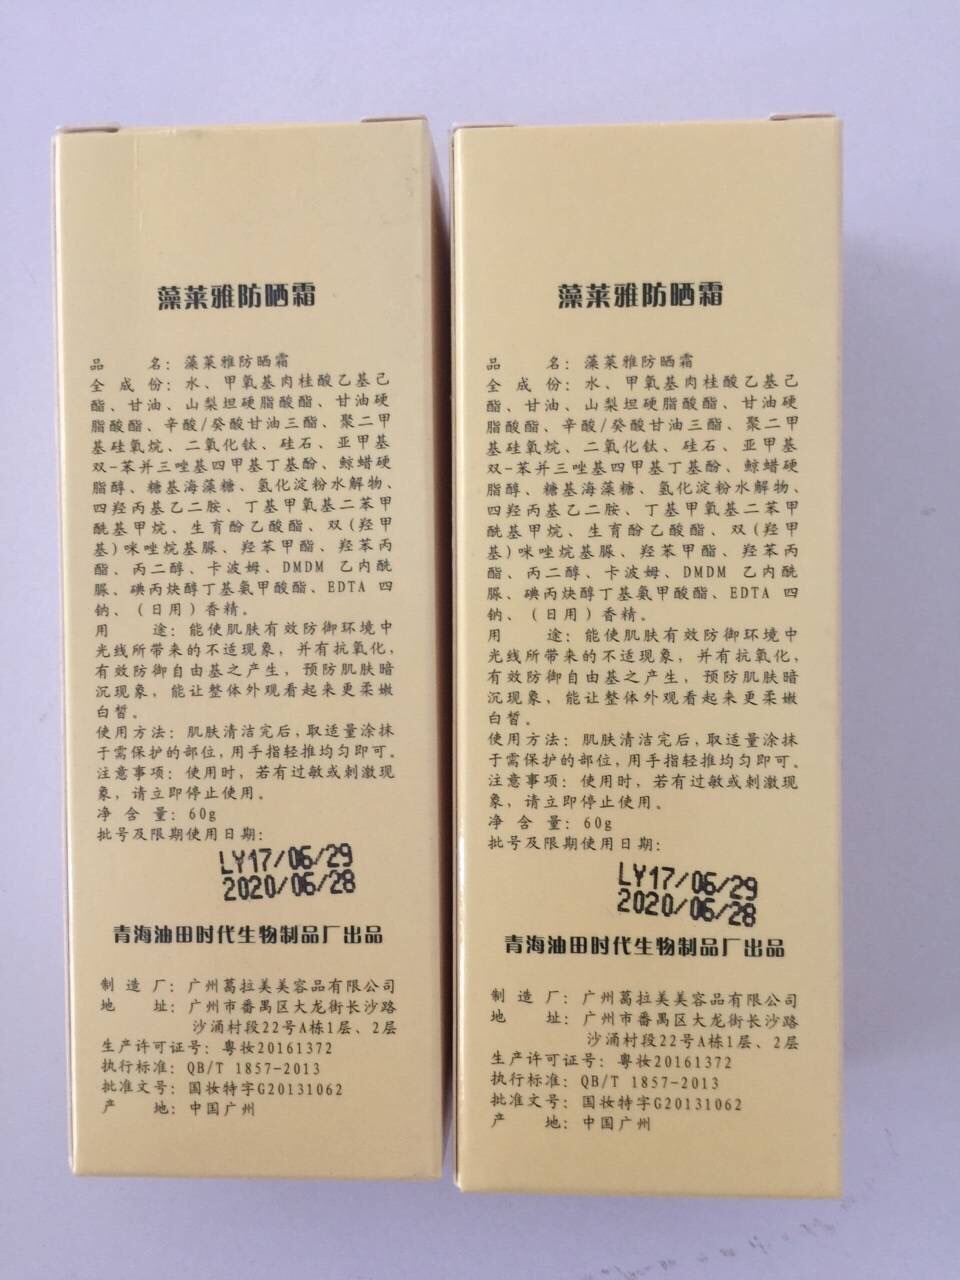 藻莱雅防晒霜
品 名：藻莱雅防晒霜
全成份：水、甲氧基肉桂酸乙基己
酯、甘油、山梨坦硬脂酸酯、甘油硬
脂酸酯、辛酸/癸酸甘油三酯、聚二甲
基硅氧烷、二氧化钛、硅石、亚甲基
双-苯并三唑基四甲基丁基酚、鲸蜡硬
脂醇、糖基海藻糖、氢化淀粉水解物、
四羟丙基乙二胺、丁基甲氧基二苯甲
酰基甲烷、生育酚乙酸酯、双(羟甲
基)咪唑烷基脲、羟苯甲酯、羟苯丙
酯、丙二醇、卡波姆、DMDM 乙内酰
脲、碘丙炔醇丁基氨甲酸酯、EDTA 四
钠、（日用）香精。
用 途：能使肌肤有效防御环境中
光线所带来的不适现象，并有抗氧化，
有效防御自由基之产生，预防肌肤暗
沉现象，能让整体外观看起来更柔嫩
白皙。
使用方法：肌肤清洁完后，取适量涂抹
于需保护的部位，用手指轻推均匀即可。
注意事项：使用时，若有过敏或刺激现
象，请立即停止使用。
净含量：60g
批号及限期使用日期：
LY17/06/29
2020/06/28
青海油田时代生物制品厂出品
制造厂：广州葛拉美美容品有限公司
地 址：广州市番禺区大龙街长沙路
沙涌村段22号A栋1层、2层
生产许可证号：粤妆20161372
执行标准：QB/T 1857-2013
批准文号：国妆特字G20131062
产 地：中国广州
藻莱雅防晒霜
品 名：藻莱雅防晒霜
全成份：水、甲氧基肉桂酸乙基己
酯、甘油、山梨坦硬脂酸酯、甘油硬
脂酸酯、辛酸/癸酸甘油三酯、聚二甲
基硅氧烷、二氧化钛、硅石、亚甲基
双-苯并三唑基四甲基丁基酚、鲸蜡硬
脂醇、糖基海藻糖、氢化淀粉水解物、
四羟丙基乙二胺、丁基甲氧基二苯甲
酰基甲烷、生育酚乙酸酯、双(羟甲
基)咪唑烷基脲、羟苯甲酯、羟苯丙
酯、丙二醇、卡波姆、DMDM 乙内酰
脲、碘丙炔醇丁基氨甲酸酯、EDTA 四
钠、（日用）香精。
用 途：能使肌肤有效防御环境中
光线所带来的不适现象，并有抗氧化，
有效防御自由基之产生，预防肌肤暗
沉现象，能让整体外观看起来更柔嫩
白皙。
使用方法：肌肤清洁完后，取适量涂抹
于需保护的部位，用手指轻推均匀即可。
注意事项：使用时，若有过敏或刺激现
象，请立即停止使用。
净含量：60g
批号及限期使用日期：
LY17/06/29
2020/06/28
青海油田时代生物制品厂出品
制造厂：广州葛拉美美容品有限公司
地 址：广州市番禺区大龙街长沙路
沙涌村段22号A栋1层、2层
生产许可证号：粤妆20161372
执行标准：QB/T 1857-2013
批准文号：国妆特字G20131062
产 地：中国广州